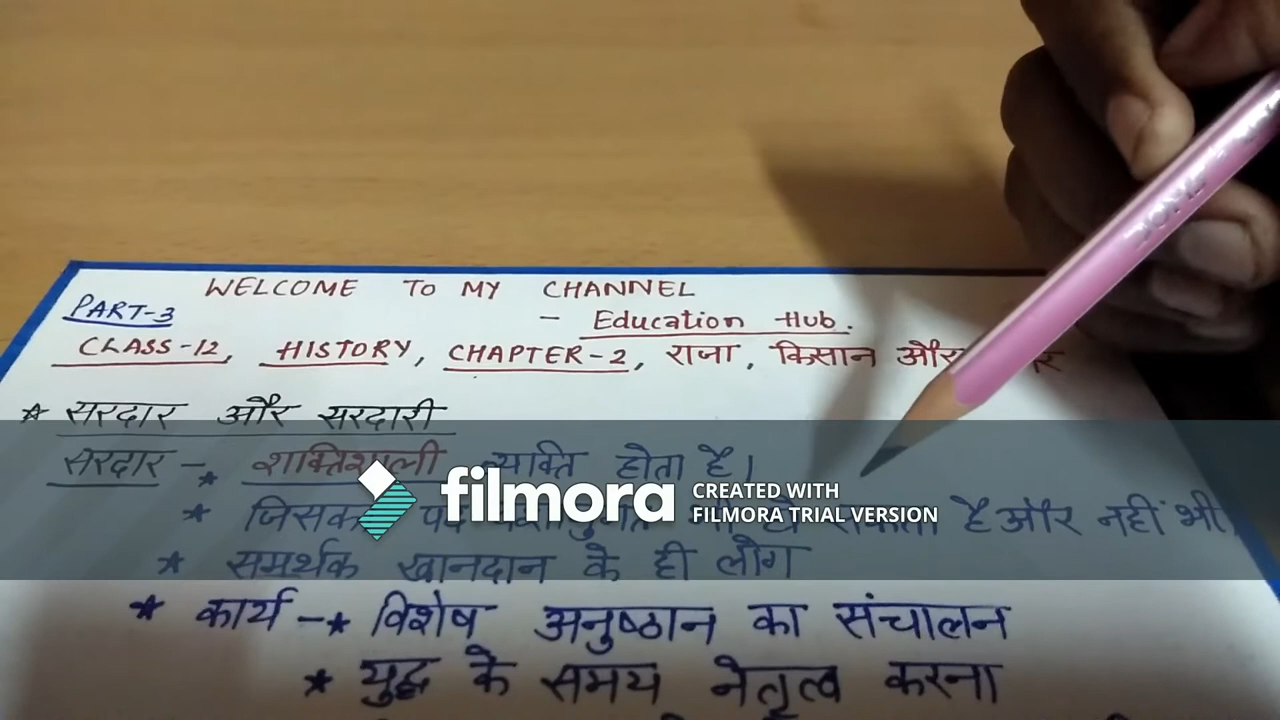 WELCOME TO MY CHANNEL
PART-3
- Education Hub.
CLASS-12, HISTORY, CHAPTER-2, राजा, किसान और
* सरदार और सरदारी
सरदार - * शक्तिशाली व्यक्ति होता है।
filmora CREATED WITH
FILMORA TRIAL VERSION
* है और नहीं भी
* समर्थक खानदान के ही लोग
* कार्य - * विशेष अनुष्ठान का संचालन
* युद्ध के समय नेतृत्व करना